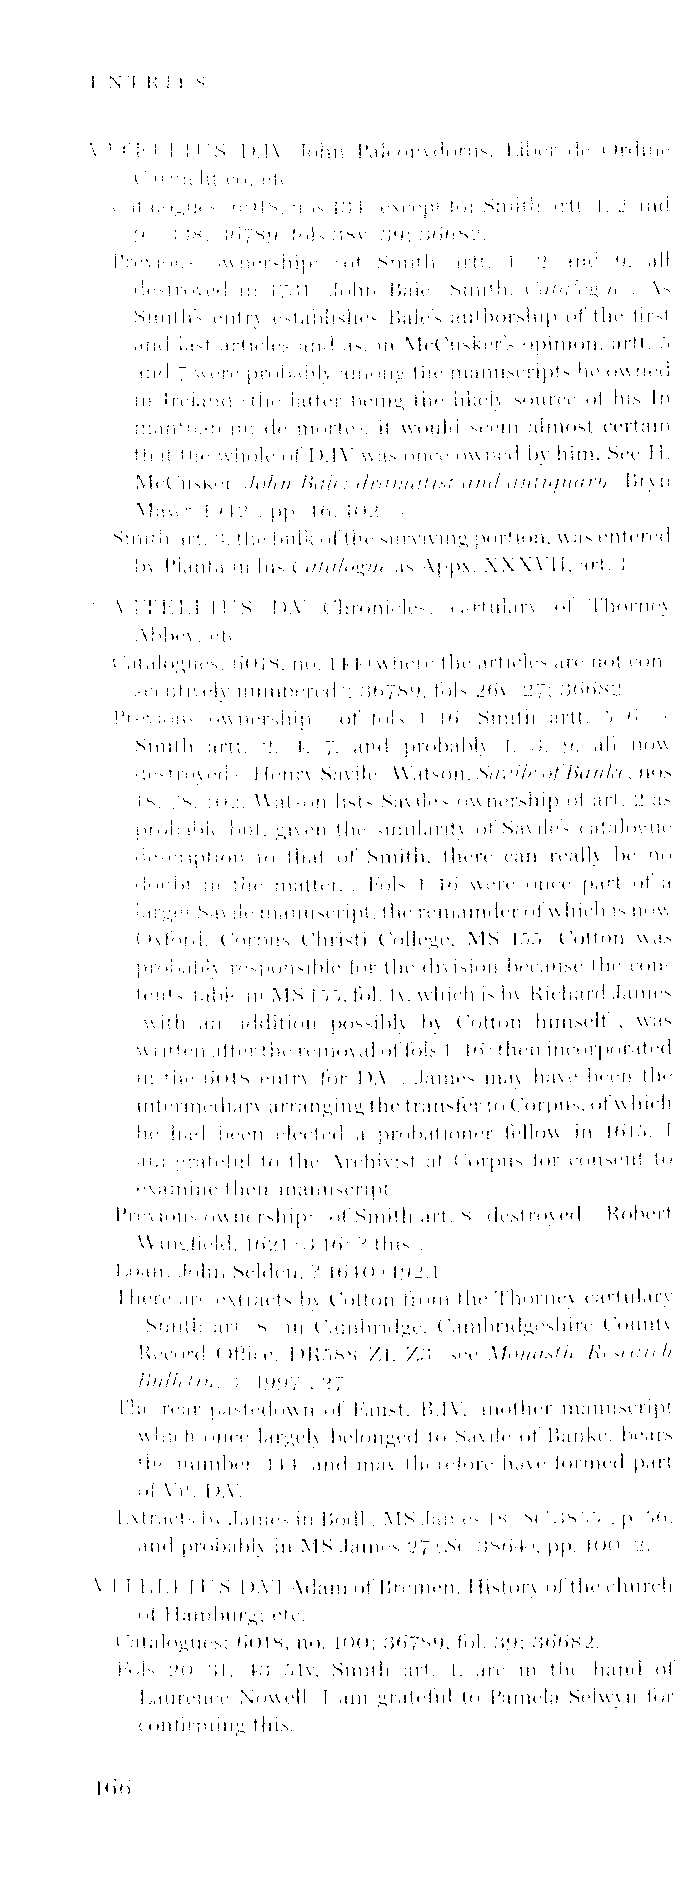 ENTRIES
VITELLIUS D.IV John Paleonydorus, Liber de Ordine
etc
Catalogues: 6018, no. 134, except for Smith artt. 1, 2 and
9; 36789, fols 38v, 39; 36682.
Previous ownership: (of Smith artt. 1, 2 and 9, all
destroyed in 1731) John Bale (Smith, Catalogue). As
Smith's entry establishes Bale's authorship of the first
and last articles and as, in McCusker's opinion, artt. 5
and 7 were probably among the manuscripts he owned
in Ireland (the latter being the likely source of his In
de morte), it would seem almost certain
that the whole of D.IV was once owned by him. See H.
McCusker, John Bale: dramatist and antiquary (Bryn
Mawr 1942), pp. 46, 102
Smith art. 3, the bulk of the surviving portion, was entered
by Planta in his Catalogue as Appx. XXXVII, art. 1
VITELLIUS D.V Chronicles; cartulary of Thorney
Abbey; etc
Catalogues: 6018, no. 144 (where the articles are not con-
secutively numbered); 36789, fols 26v, 27; 36682.
Previous ownership: (of fols 1-16, Smith artt. 5, 6,
Smith artt. 2, 4, 7, and probably 1, 3, 9, all now
destroyed) Henry Savile (Watson, Savile of Banke, nos
18, 78, 102. Watson lists Savile's ownership of art. 2 as
probable but, given the similarity of Savile's catalogue
description to that of Smith, there can really be no
doubt in the matter.). Fols 1-16 were once part of a
larger Savile manuscript, the remainder of which is now
Oxford, Corpus Christi College, MS 155. Cotton was
probably responsible for the division because the con-
tents table in MS 155, fol. 1v, which is by Richard James
(with an addition possibly by Cotton himself), was
written after the removal of fols 1-16 (then incorporated
in the 6018 entry for D.V). James may have been the
intermediary arranging the transfer to Corpus, of which
he had been elected a probationer fellow in 1615. I
am grateful to the Archivist at Corpus for consent to
examine their manuscript.
Previous ownership: (of Smith art. 8, destroyed) Robert
Wingfield, 1621 (3.16: ? this).
Loan: John Selden, ? 1640 (192.1
There are extracts by Cotton from the Thorney cartulary
(Smith art. 8) in Cambridge, Cambridgeshire County
Record Office, DR588 Z1, Z3: see Monastic Research
Bulletin, 3 (1997), 27
The rear pastedown of Faust. B.IV, another manuscript
which once largely belonged to Savile of Banke, bears
the number 144 and may therefore have formed part
of Vit. D.V.
Extracts by James in Bodl., MS James 18 (SC 3855), p. 56,
and probably in MS James 27 (SC 3864), pp. 100-2.
VITELLIUS D.VI Adam of Bremen, History of the church
of Hamburg; etc.
Catalogues: 6018, no. 100; 36789, fol. 39; 36682.
Fols 20-31, 43-51v, Smith art. 1, are in the hand of
Laurence Nowell. I am grateful to Pamela Selwyn for
confirming this.
166